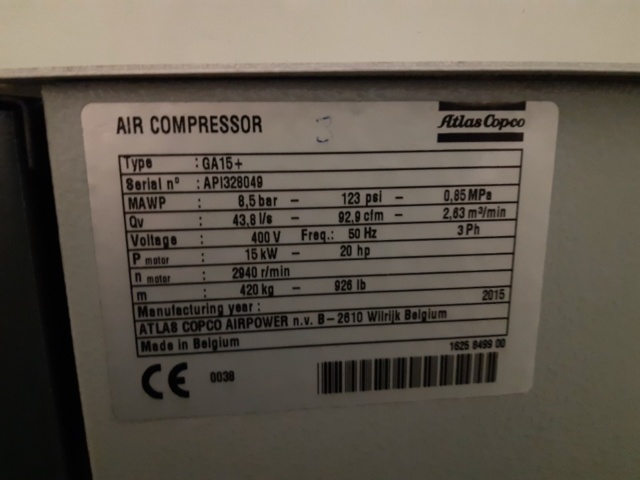 AIR COMPRESSOR 3 Atlas Copco
Type : GA15+
Serial n° : API328049
MAWP : 8,5 bar – 123 psi – 0,85 MPa
Qv : 43,8 l/s – 92,9 cfm – 2,63 m³/min
Voltage : 400 V Freq.: 50 Hz 3 Ph
P motor : 15 kW – 20 hp
n motor : 2940 r/min
m : 420 kg – 926 lb
Manufacturing year : 2015
ATLAS COPCO AIRPOWER n.v. B-2610 Wilrijk Belgium
Made in Belgium 1625 8499 00
CE 0038